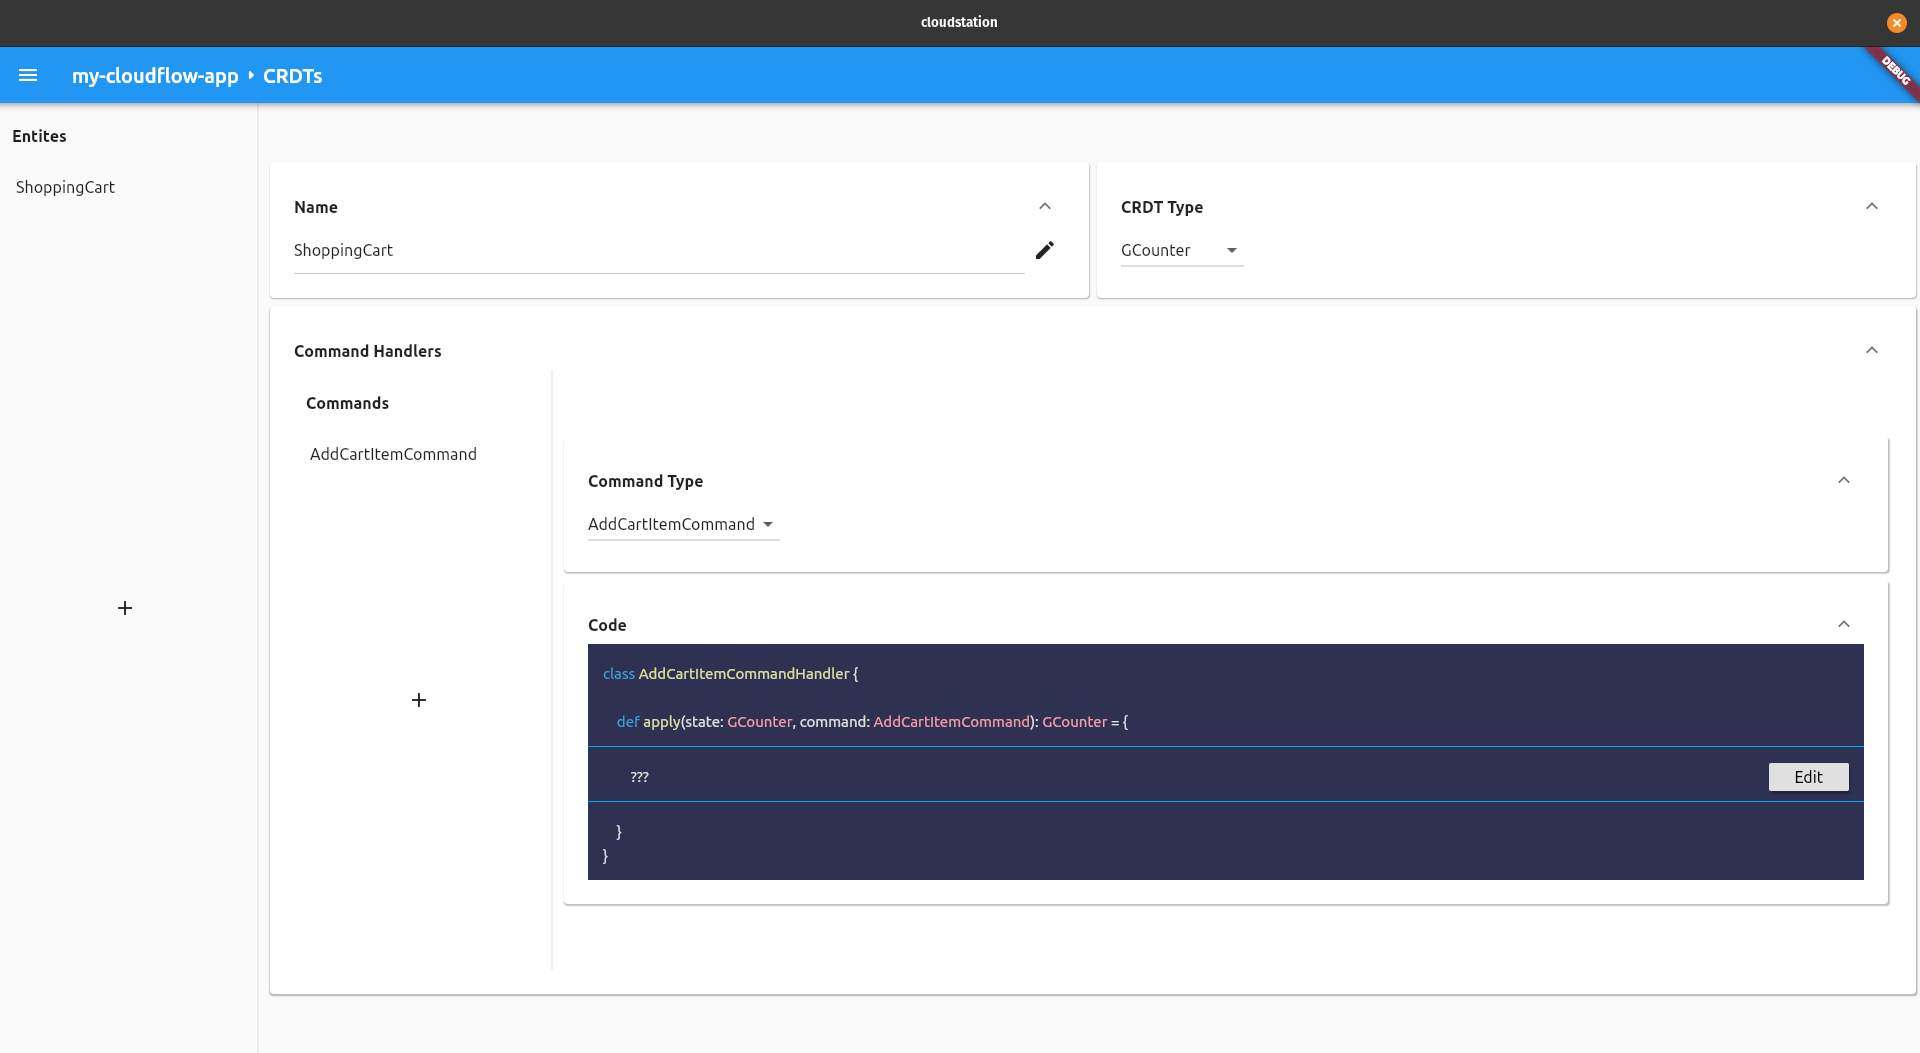 cloudstation
my-cloudflow-app CRDTs
DEBUG
Entites
ShoppingCart
Name
ShoppingCart
CRDT Type
GCounter
Command Handlers
Commands
AddCartItemCommand
Command Type
AddCartItemCommand
Code
class AddCartItemCommandHandler {
def apply(state: GCounter, command: AddCartItemCommand): GCounter = {
???
Edit
}
}